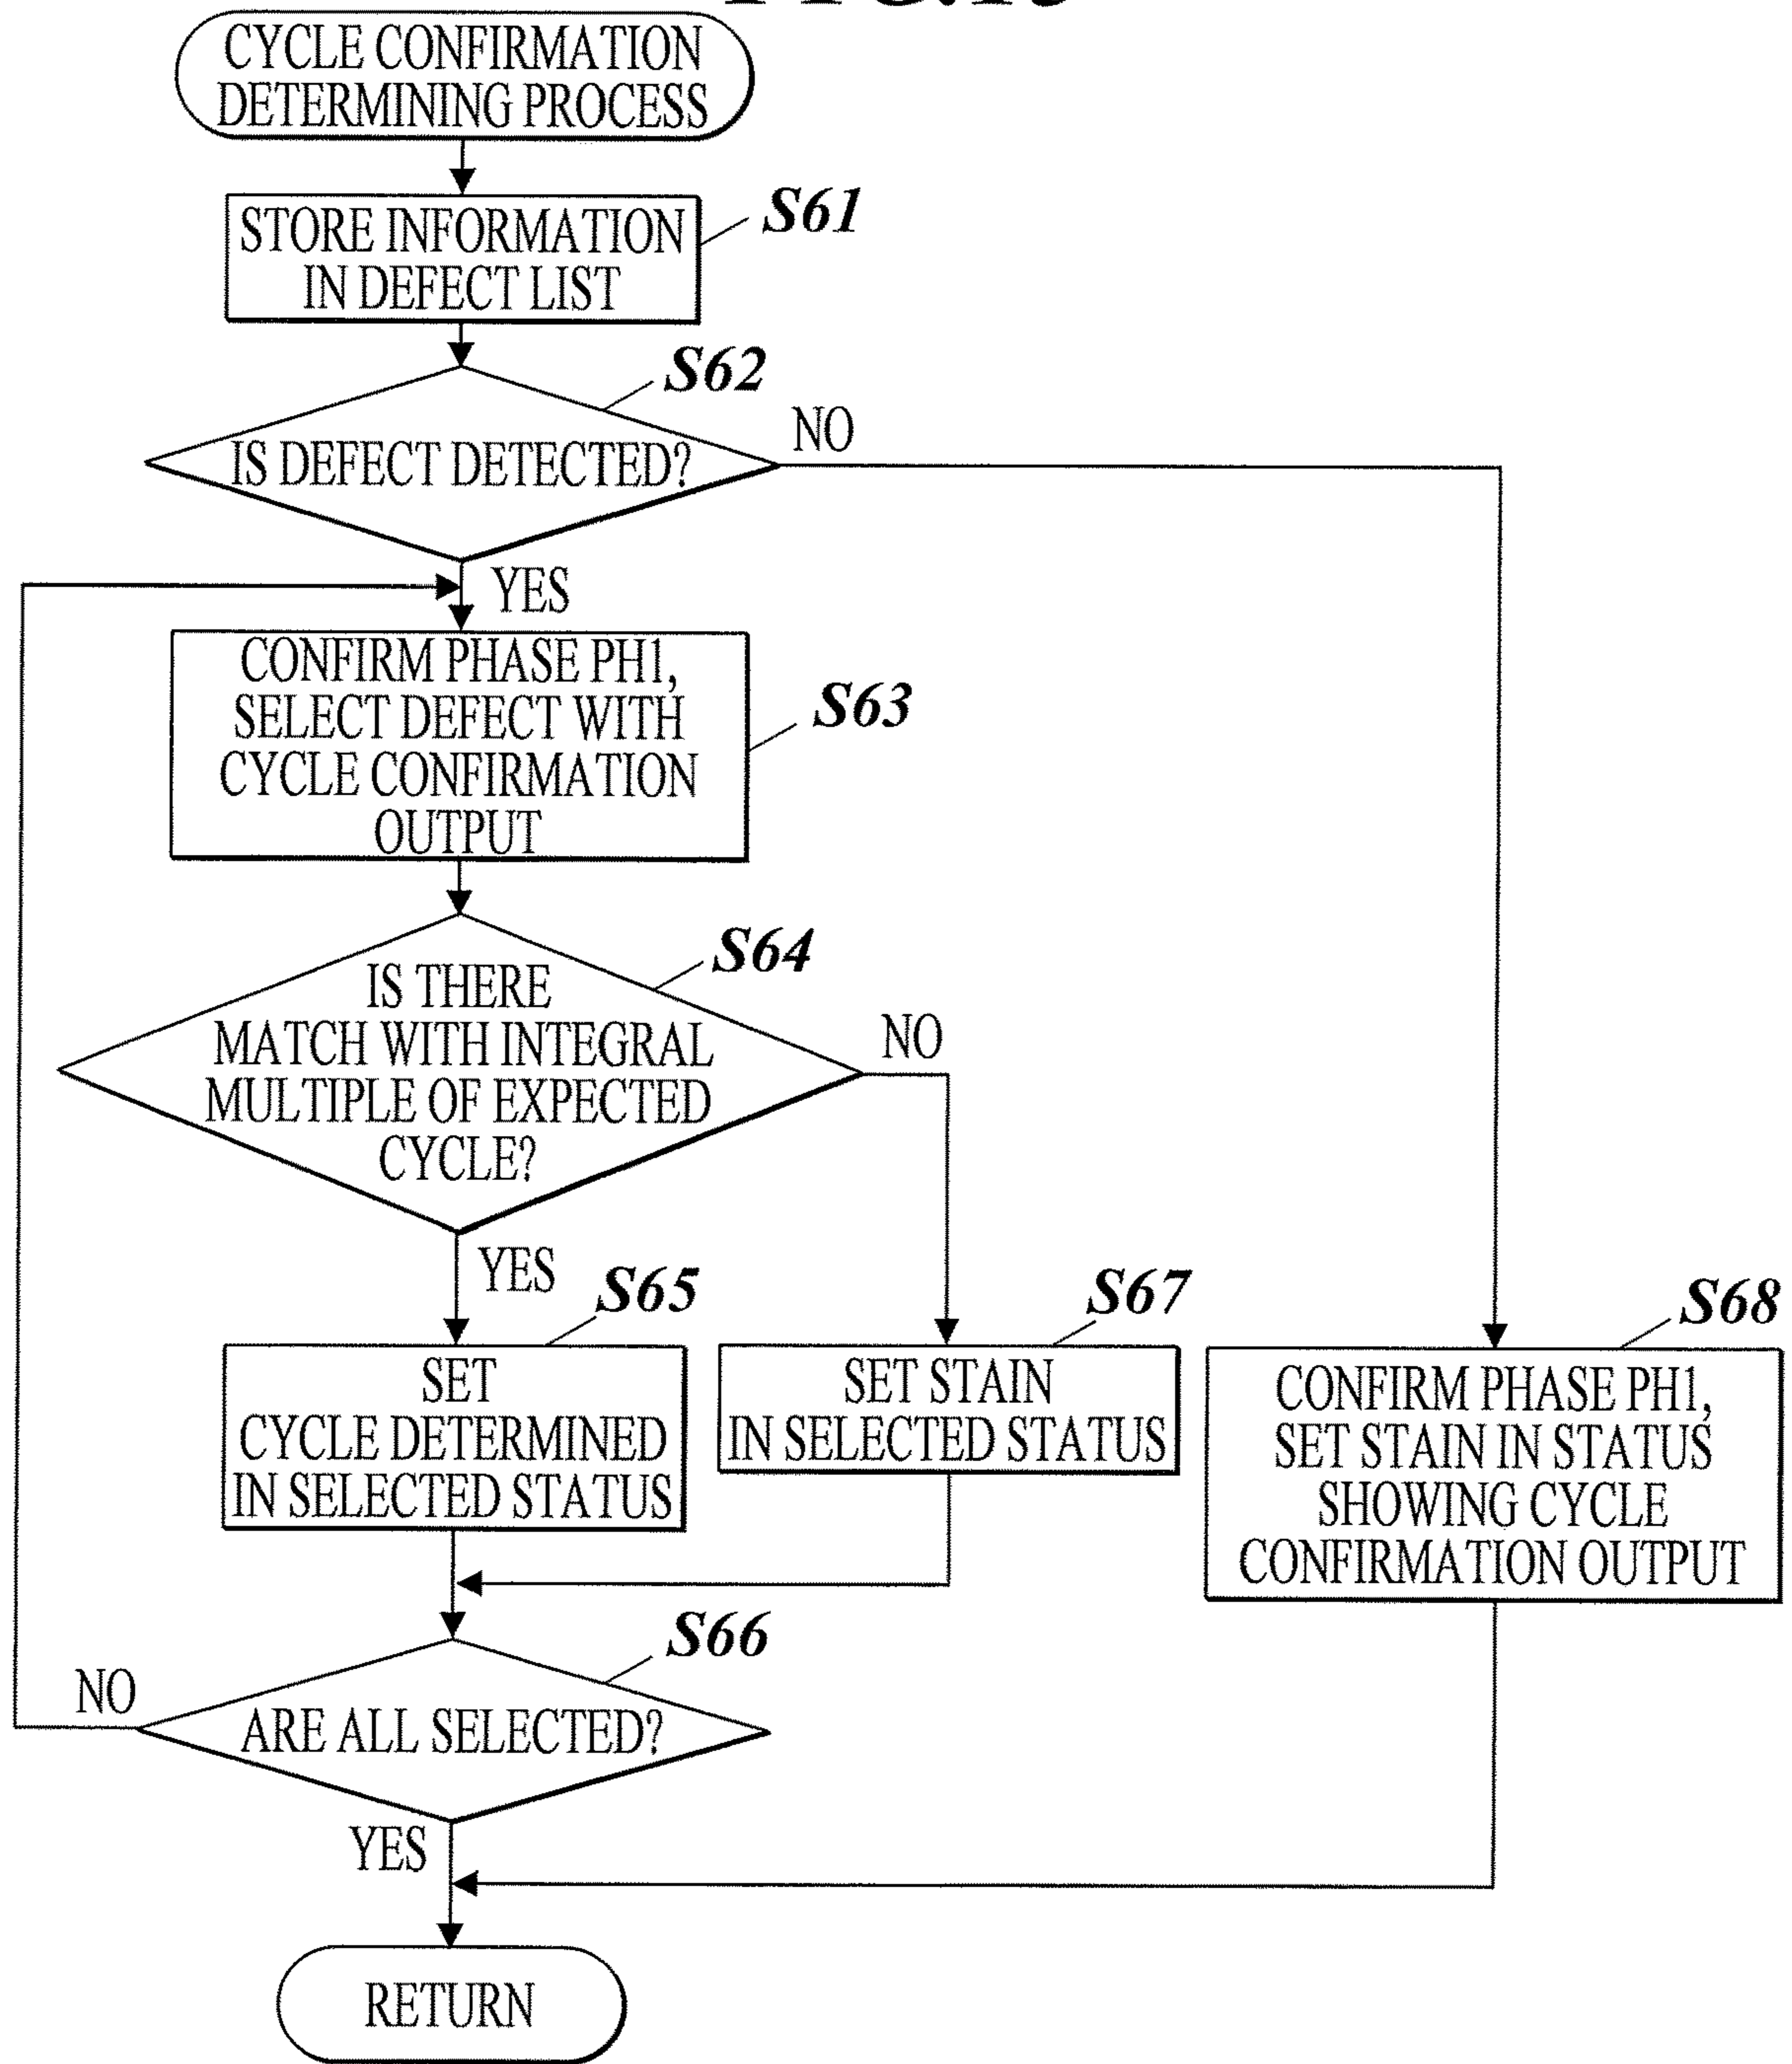 CYCLE CONFIRMATION
DETERMINING PROCESS
S61
STORE INFORMATION
IN DEFECT LIST
S62
IS DEFECT DETECTED?
NO
YES
CONFIRM PHASE PH1,
SELECT DEFECT WITH
CYCLE CONFIRMATION
OUTPUT
S63
S64
IS THERE
MATCH WITH INTEGRAL
MULTIPLE OF EXPECTED
CYCLE?
NO
YES
S65
SET
CYCLE DETERMINED
IN SELECTED STATUS
S67
SET STAIN
IN SELECTED STATUS
S68
CONFIRM PHASE PH1,
SET STAIN IN STATUS
SHOWING CYCLE
CONFIRMATION OUTPUT
S66
NO
ARE ALL SELECTED?
YES
RETURN